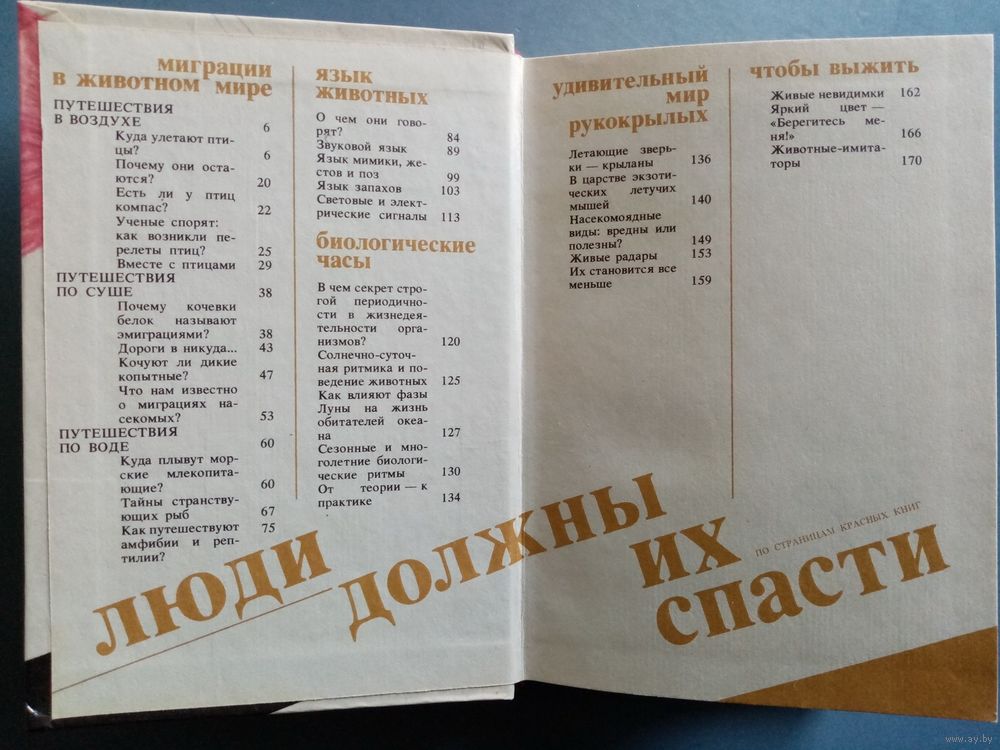 миграции
в животном мире
ПУТЕШЕСТВИЯ
В ВОЗДУХЕ 6
Куда улетают пти-
цы? 6
Почему они оста-
ются? 20
Есть ли у птиц
компас? 22
Ученые спорят:
как возникли пе-
релеты птиц? 25
Вместе с птицами 29
ПУТЕШЕСТВИЯ
ПО СУШЕ 38
Почему кочевки
белок называют
эмиграциями? 38
Дороги в никуда... 43
Кочуют ли дикие
копытные? 47
Что нам известно
о миграциях на-
секомых? 53
ПУТЕШЕСТВИЯ
ПО ВОДЕ 60
Куда плывут мор-
ские млекопита-
ющие? 60
Тайны странству-
ющих рыб 67
Как путешествуют 75
амфибии и реп-
тилии?
язык
животных
О чем они гово-
рят? 84
Звуковой язык 89
Язык мимики, же-
стов и поз 99
Язык запахов 103
Световые и элект-
рические сигналы 113
биологические
часы
В чем секрет стро-
гой периодично-
сти в жизнедея-
тельности орга-
низмов? 120
Солнечно-суточ-
ная ритмика и по-
ведение животных 125
Как влияют фазы
Луны на жизнь
обитателей океа-
на 127
Сезонные и мно-
голетние биологи-
ческие ритмы 130
От теории — к
практике 134
удивительный
мир
рукокрылых
Летающие зверь-
ки — крыланы 136
В царстве экзоти-
ческих летучих
мышей 140
Насекомоядные
виды: вредны или
полезны? 149
Живые радары 153
Их становится все
меньше 159
чтобы выжить
Живые невидимки 162
Яркий цвет —
«Берегитесь ме-
ня!» 166
Животные-имита-
торы 170
люди
должны
их
спасти
ПО СТРАНИЦАМ КРАСНЫХ КНИГ
www.ay.by